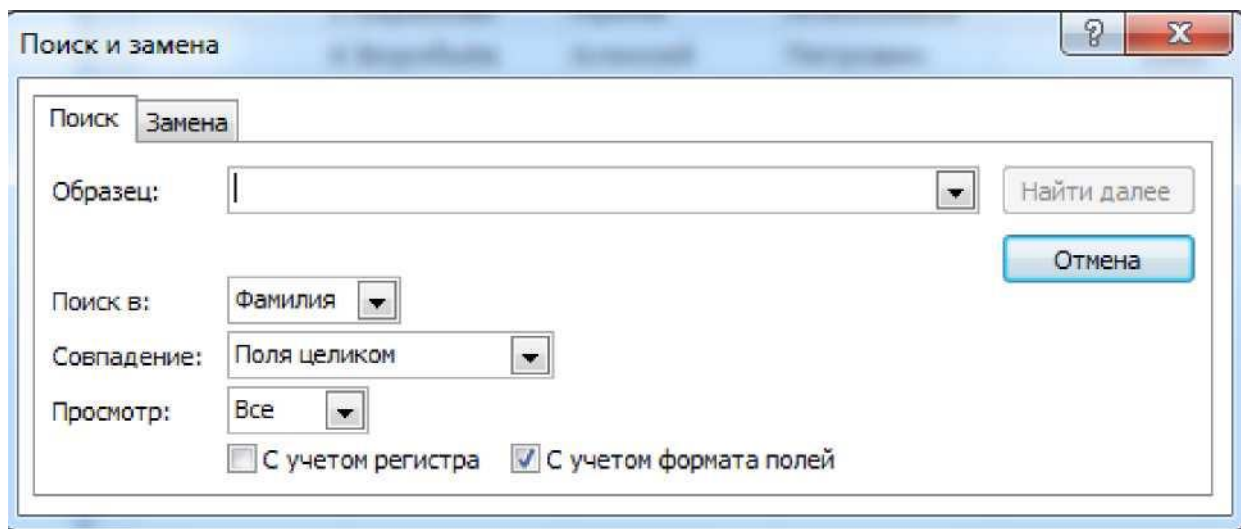 Поиск и замена
Поиск Замена
Образец: Найти далее
Отмена
Поиск в: Фамилия
Совпадение: Поля целиком
Просмотр: Все
С учетом регистра С учетом формата полей